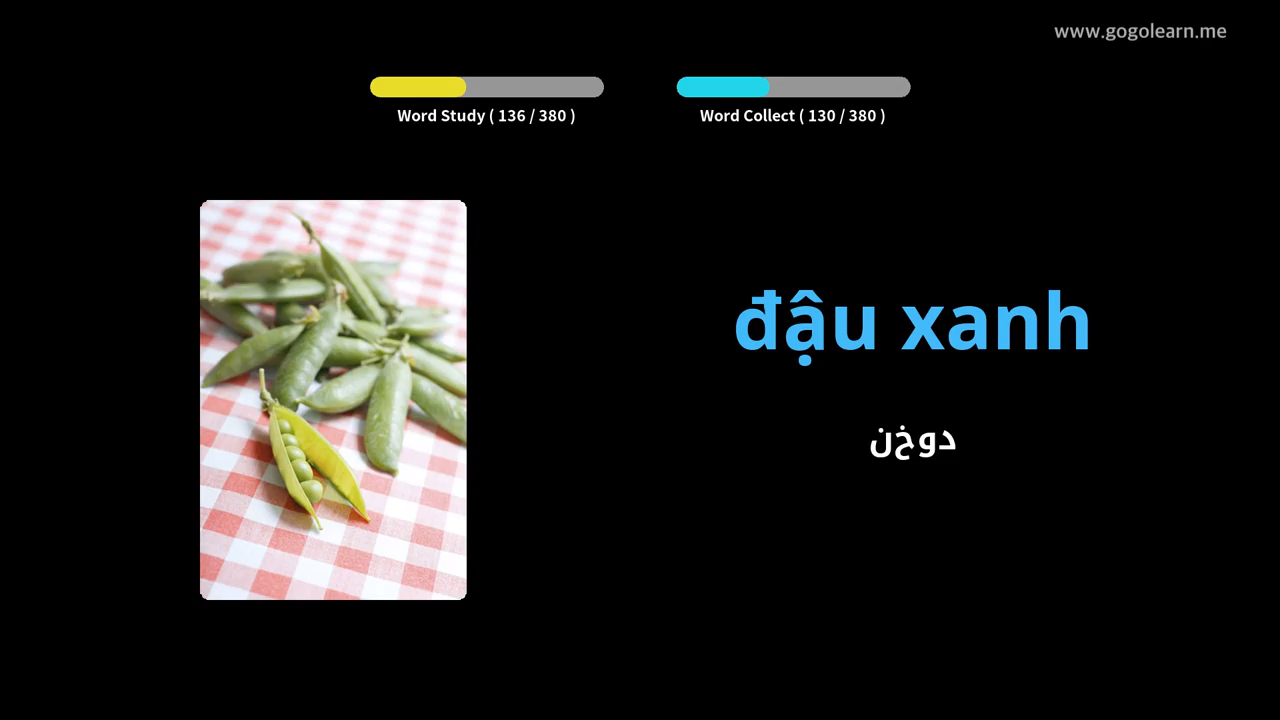 www.gogolearn.me
Word Study ( 136 / 380 )
Word Collect ( 130 / 380 )
đậu xanh
دوخن